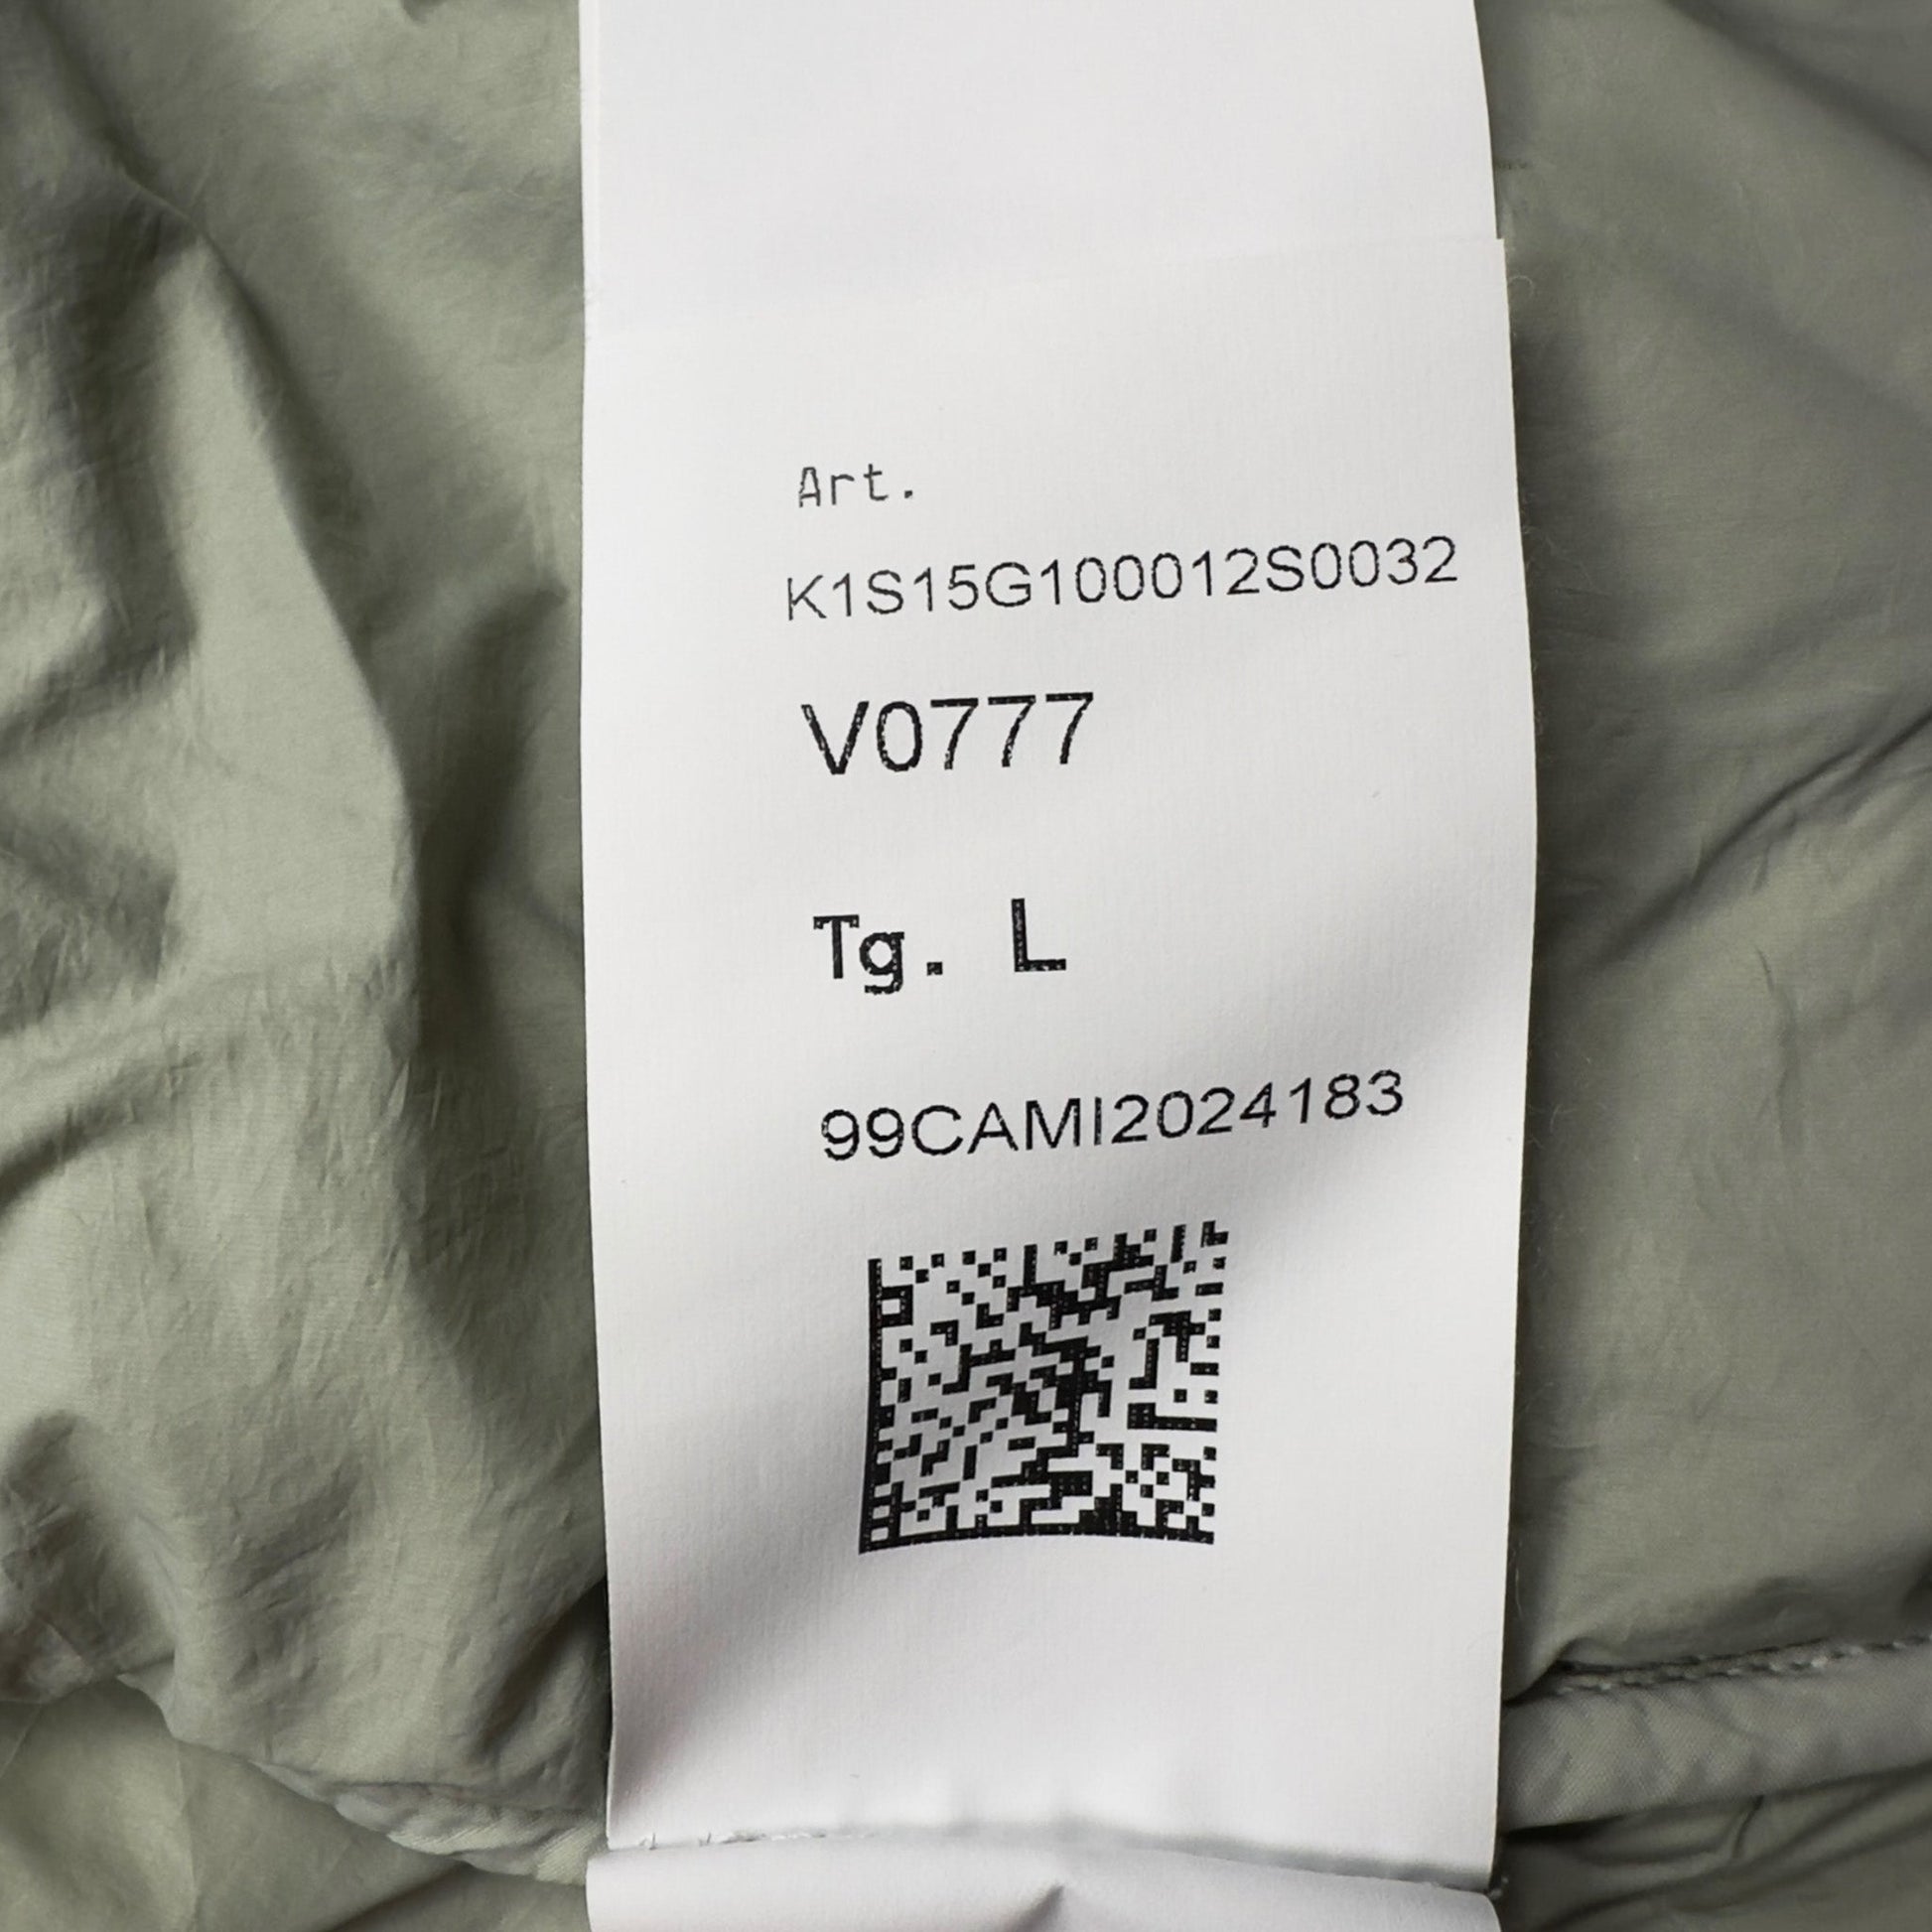 Art.
K1S15G100012S0032
V0777
Tg. L
99CAMI2024183